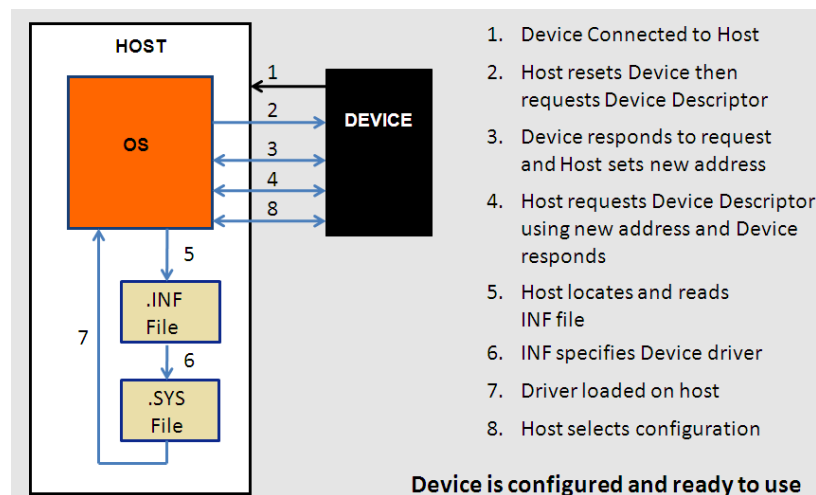 HOST
OS
DEVICE
1
2
3
4
8
5
.INF
File
7
6
.SYS
File
1. Device Connected to Host
2. Host resets Device then
requests Device Descriptor
3. Device responds to request
and Host sets new address
4. Host requests Device Descriptor
using new address and Device
responds
5. Host locates and reads
INF file
6. INF specifies Device driver
7. Driver loaded on host
8. Host selects configuration
Device is configured and ready to use